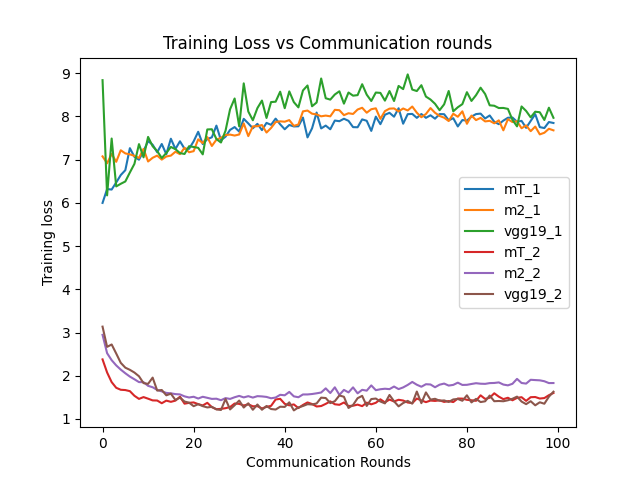 Training Loss vs Communication rounds
9
8
7
6
5
4
3
2
1
Training loss
mT_1
m2_1
vgg19_1
mT_2
m2_2
vgg19_2
0 20 40 60 80 100
Communication Rounds